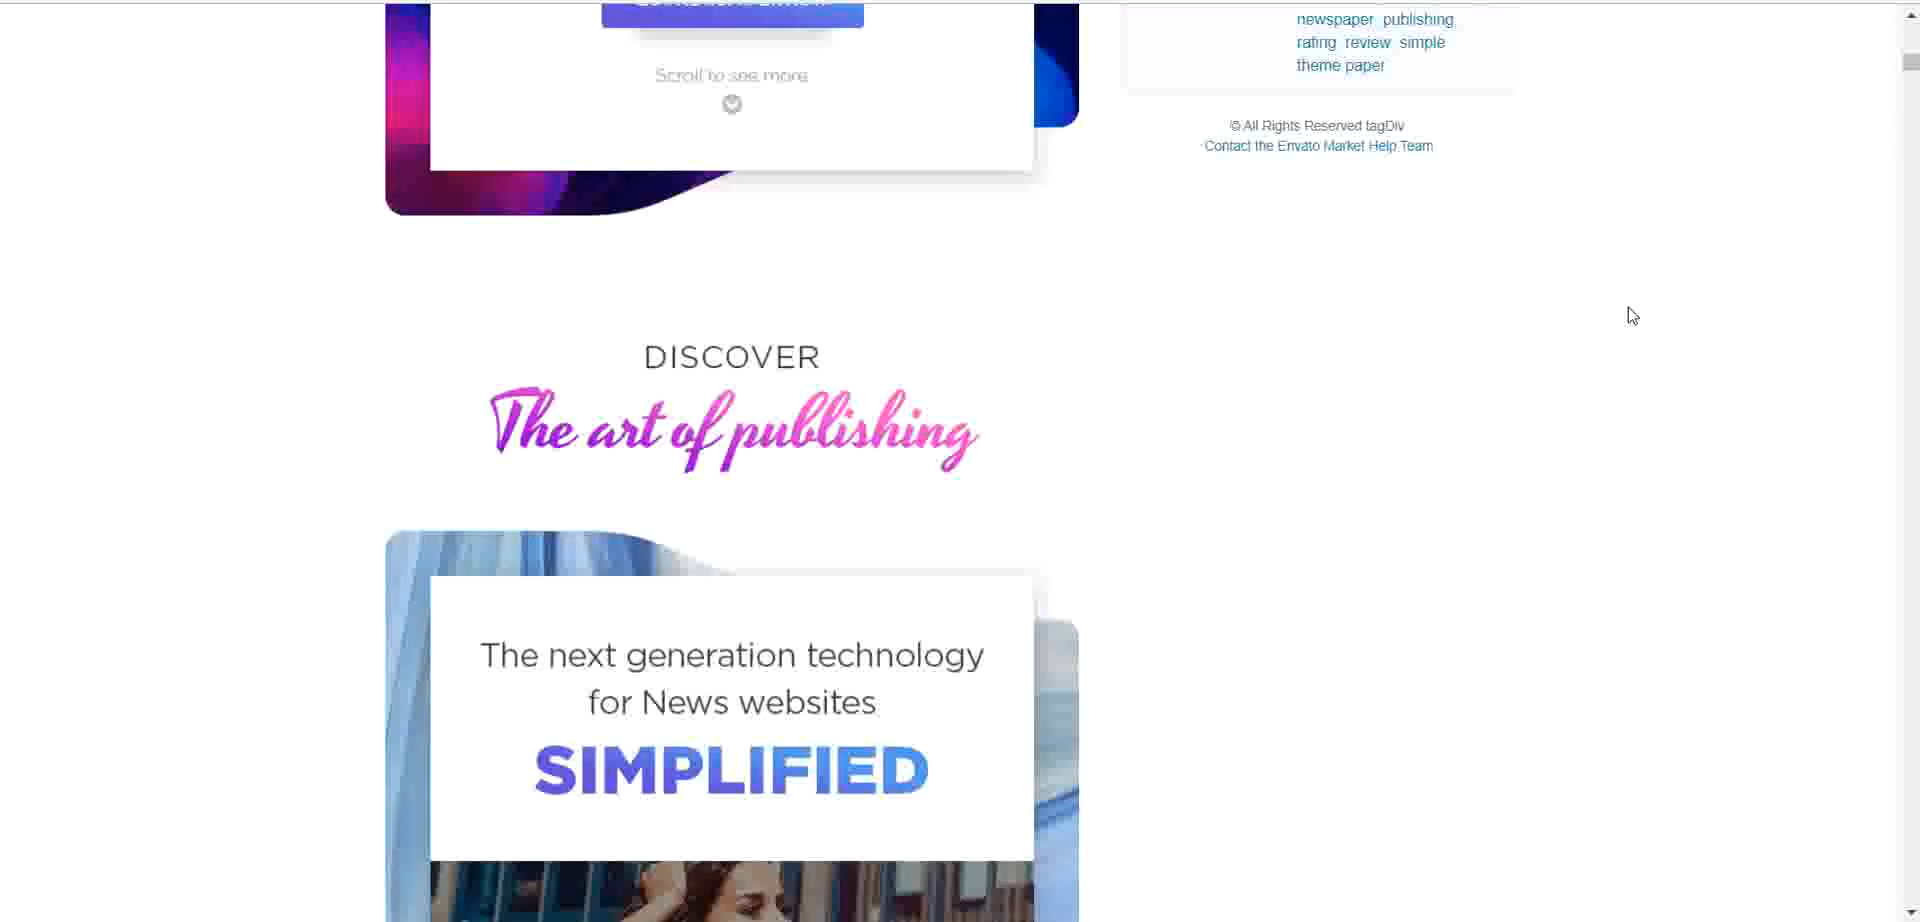 Scroll to see more
newspaper publishing
rating review simple
theme paper
© All Rights Reserved tagDiv
Contact the Envato Market Help Team
DISCOVER
The art of publishing
The next generation technology
for News websites
SIMPLIFIED